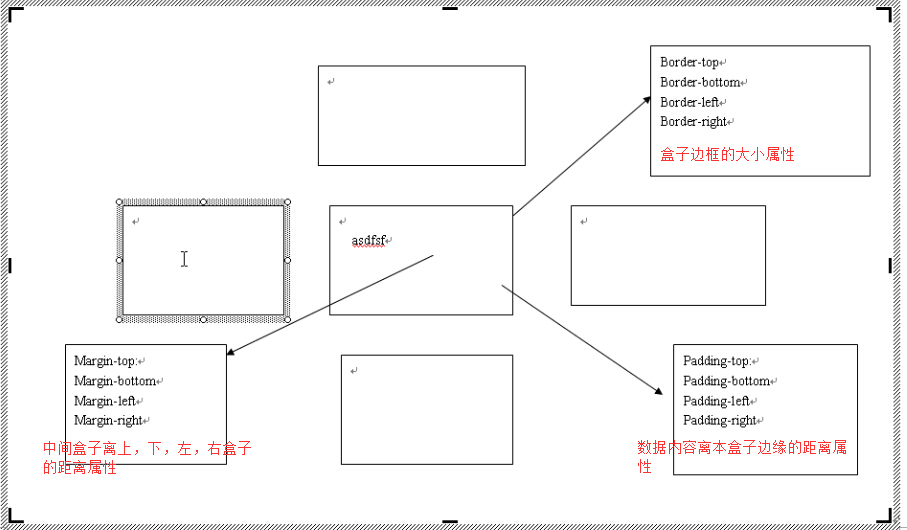 Border-top
Border-bottom
Border-left
Border-right
盒子边框的大小属性
asdfsf
Margin-top:
Margin-bottom
Margin-left
Margin-right
中间盒子离上，下，左，右盒子
的距离属性
Padding-top:
Padding-bottom
Padding-left
Padding-right
数据内容离本盒子边缘的距离属
性